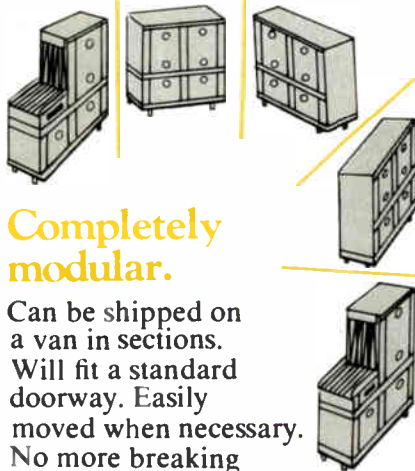 Completely
modular.
Can be shipped on
a van in sections.
Will fit a standard
doorway. Easily
moved when necessary.
No more breaking